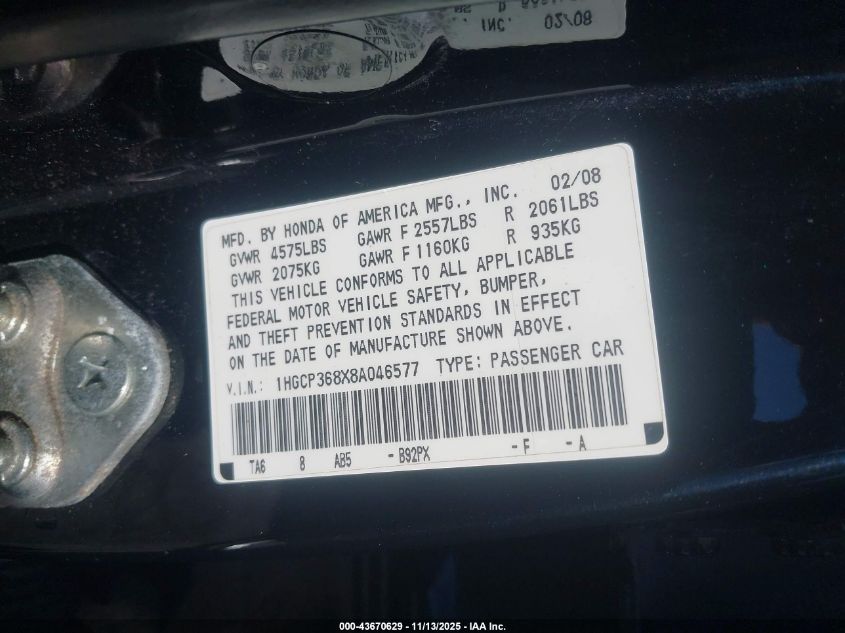 INC. 02/08
MFD. BY HONDA OF AMERICA MFG., INC. 02/08
GVWR 4575LBS GAWR F 2557LBS R 2061LBS
GVWR 2075KG GAWR F 1160KG R 935KG
THIS VEHICLE CONFORMS TO ALL APPLICABLE
FEDERAL MOTOR VEHICLE SAFETY, BUMPER,
AND THEFT PREVENTION STANDARDS IN EFFECT
ON THE DATE OF MANUFACTURE SHOWN ABOVE.
V.I.N.: 1HGCP368X8A046577 TYPE: PASSENGER CAR
TA6 8 AB5 -B92PX -F -A
000-43670629 - 11/13/2025 - IAA Inc.